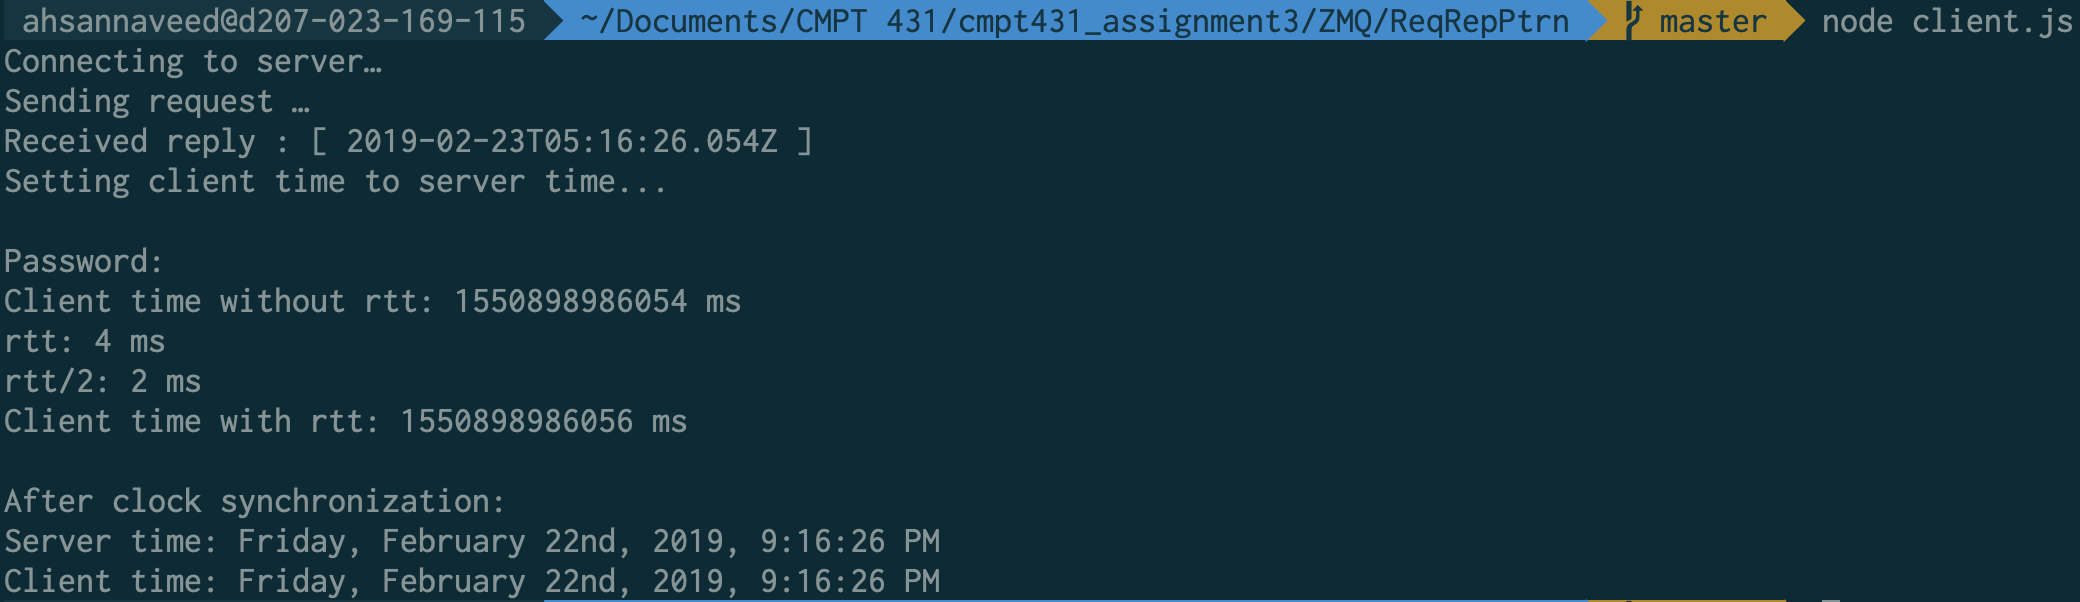 ahsannaveed@d207-023-169-115 ~/Documents/CMPT 431/cmpt431_assignment3/ZMQ/ReqRepPtrn master node client.js
Connecting to server…
Sending request …
Received reply : [ 2019-02-23T05:16:26.054Z ]
Setting client time to server time...
Password:
Client time without rtt: 1550898986054 ms
rtt: 4 ms
rtt/2: 2 ms
Client time with rtt: 1550898986056 ms
After clock synchronization:
Server time: Friday, February 22nd, 2019, 9:16:26 PM
Client time: Friday, February 22nd, 2019, 9:16:26 PM